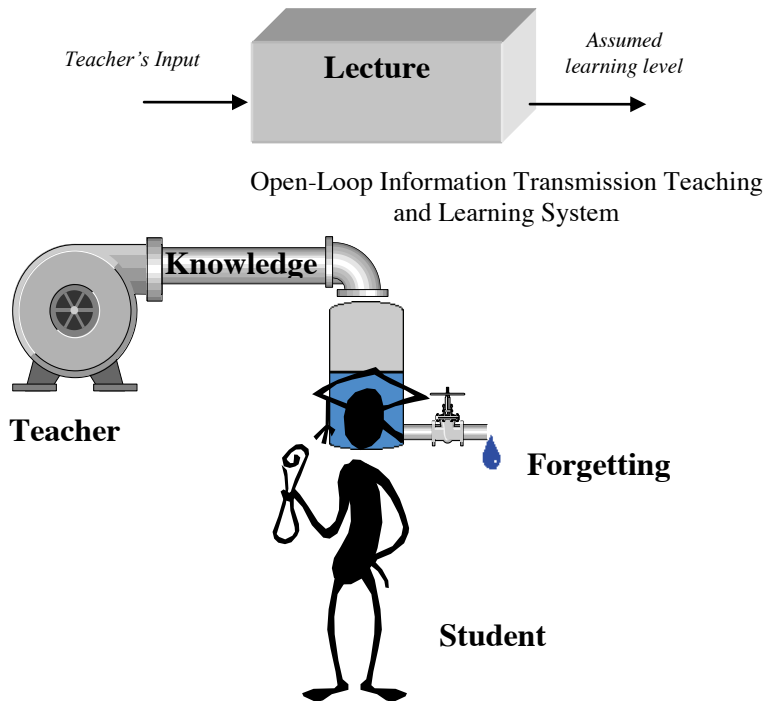 Teacher’s Input
Lecture
Assumed
learning level
Open-Loop Information Transmission Teaching
and Learning System
Knowledge
Teacher
Forgetting
Student